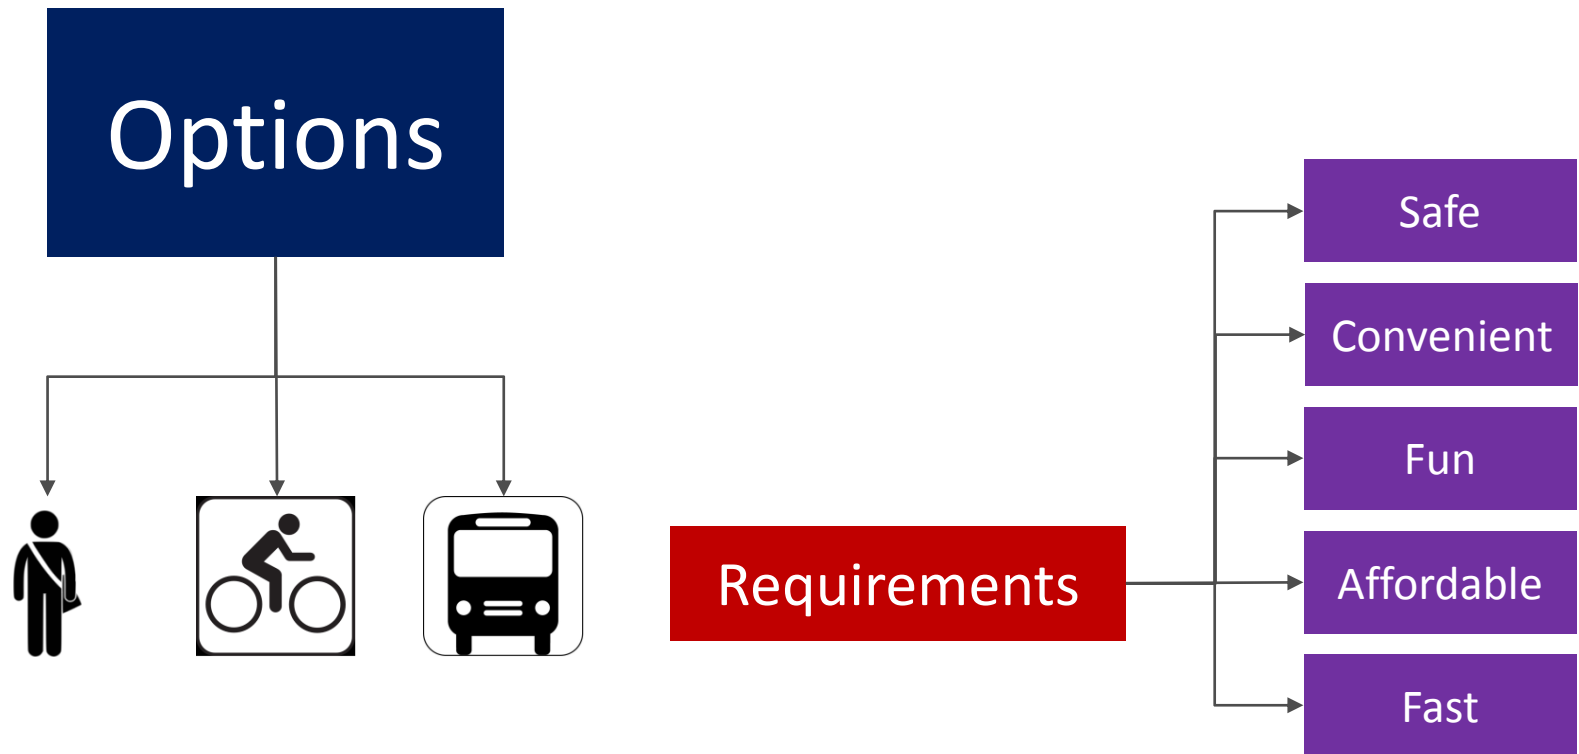 Options
Requirements
Safe
Convenient
Fun
Affordable
Fast